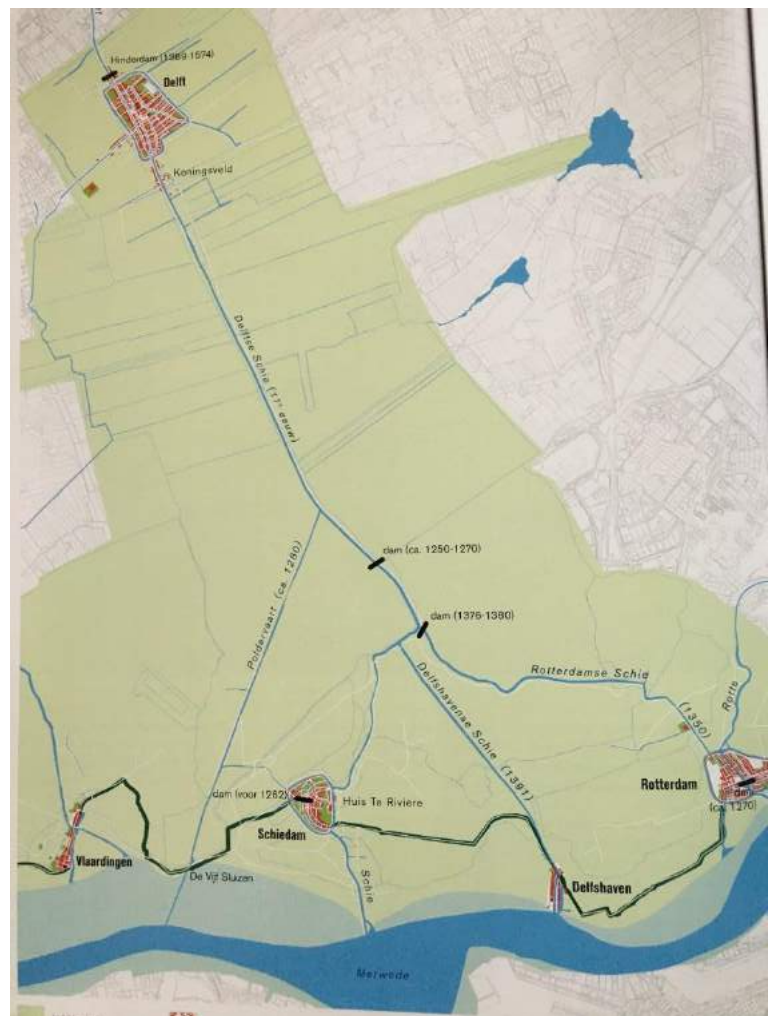 Hinderdam (1389-1574)
Delft
Koningsveld
Delftse Schie (11e eeuw)
dam (ca. 1250-1270)
Poldervaart (ca. 1280)
dam (1376-1380)
Rotterdamse Schie
(1350)
Rotte
Delfshavense Schie (1391)
Rotterdam
dam
(ca. 1270)
dam (voor 1262)
Huis Te Riviere
Schiedam
Vlaardingen
De Vijf Sluizen
Schie
Delfshaven
Merwede